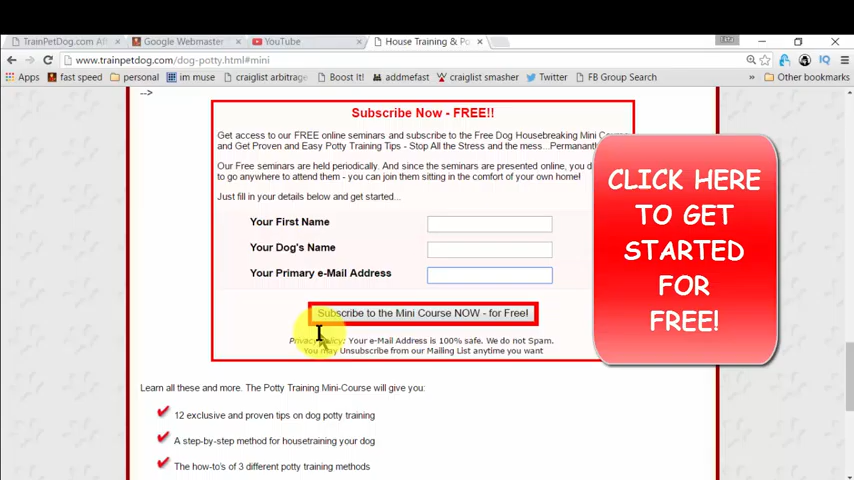 TrainPetDog.com Aff
Google Webmaster
YouTube
House Training & Po
www.trainpetdog.com/dog-potty.html#mini
Apps
fast speed
personal
im muse
craiglist arbitrage
Boost It!
addmefast
craiglist smasher
Twitter
FB Group Search
» Other bookmarks
-->
Subscribe Now - FREE!!
Get access to our FREE online seminars and subscribe to the Free Dog Housebreaking Mini
and Get Proven and Easy Potty Training Tips - Stop All the Stress and the mess...Permanantly
Our Free seminars are held periodically. And since the seminars are presented online, you
to go anywhere to attend them - you can join them sitting in the comfort of your own home!
Just fill in your details below and get started...
Your First Name
Your Dog's Name
Your Primary e-Mail Address
Subscribe to the Mini Course NOW - for Free!
Privacy Policy: Your e-Mail Address is 100% safe. We do not Spam.
You may Unsubscribe from our Mailing List anytime you want
CLICK HERE
TO GET
STARTED
FOR
FREE!
Learn all these and more. The Potty Training Mini-Course will give you:
12 exclusive and proven tips on dog potty training
A step-by-step method for housetraining your dog
The how-to's of 3 different potty training methods